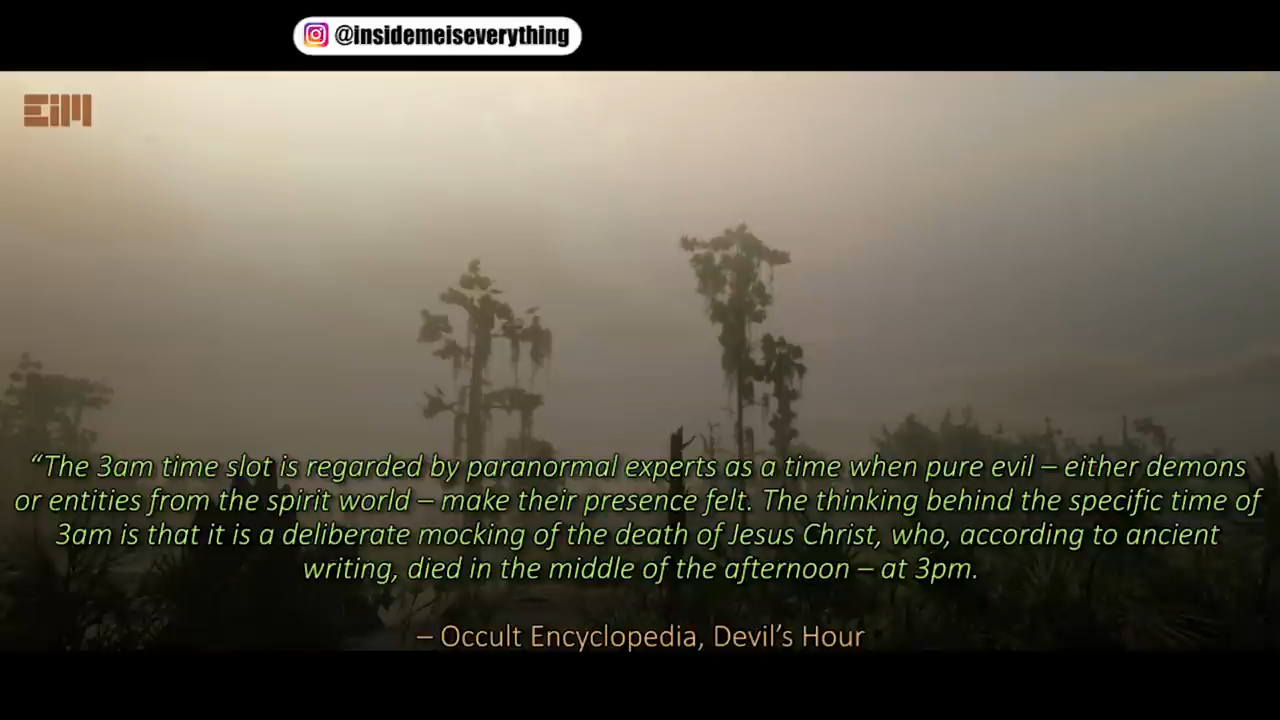 @insidemeiseverything
EiM
“The 3am time slot is regarded by paranormal experts as a time when pure evil – either demons
or entities from the spirit world – make their presence felt. The thinking behind the specific time of
3am is that it is a deliberate mocking of the death of Jesus Christ, who, according to ancient
writing, died in the middle of the afternoon – at 3pm.
– Occult Encyclopedia, Devil’s Hour